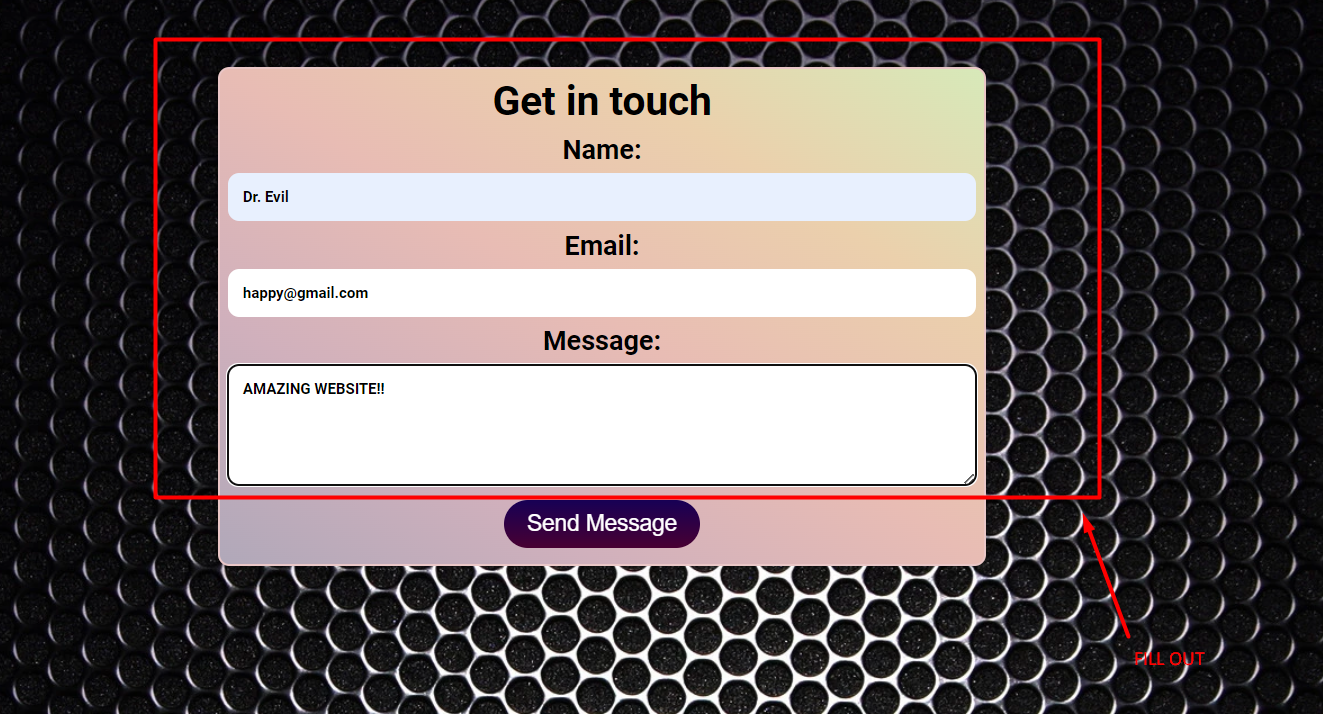 Get in touch
Name:
Dr. Evil
Email:
happy@gmail.com
Message:
AMAZING WEBSITE!!
Send Message
FILL OUT